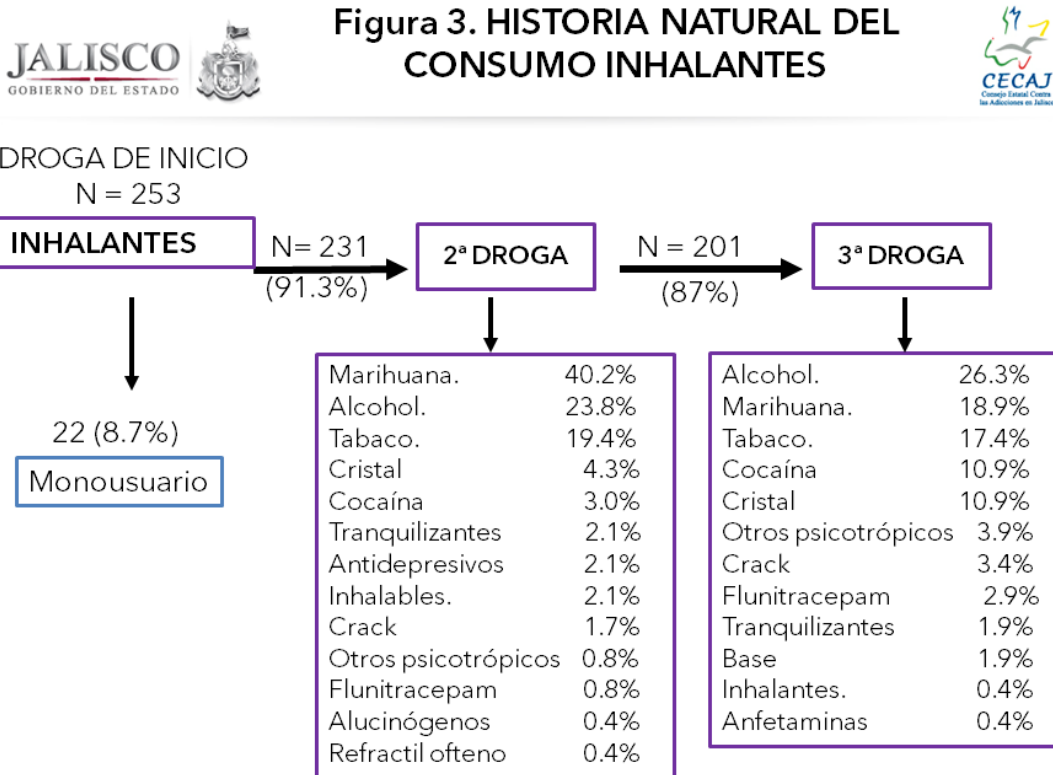 JALISCO
GOBIERNO DEL ESTADO
Figura 3. HISTORIA NATURAL DEL
CONSUMO INHALANTES
CECAJ
Consejo Estatal Contra
las Adicciones en Jalisco
DROGA DE INICIO
N = 253
INHALANTES
N= 231
(91.3%)
2ª DROGA
N = 201
(87%)
3ª DROGA
22 (8.7%)
Monousuario
Marihuana. 40.2%
Alcohol. 23.8%
Tabaco. 19.4%
Cristal 4.3%
Cocaína 3.0%
Tranquilizantes 2.1%
Antidepresivos 2.1%
Inhalables. 2.1%
Crack 1.7%
Otros psicotrópicos 0.8%
Flunitracepam 0.8%
Alucinógenos 0.4%
Refractil ofteno 0.4%
Alcohol. 26.3%
Marihuana. 18.9%
Tabaco. 17.4%
Cocaína 10.9%
Cristal 10.9%
Otros psicotrópicos 3.9%
Crack 3.4%
Flunitracepam 2.9%
Tranquilizantes 1.9%
Base 1.9%
Inhalantes. 0.4%
Anfetaminas 0.4%